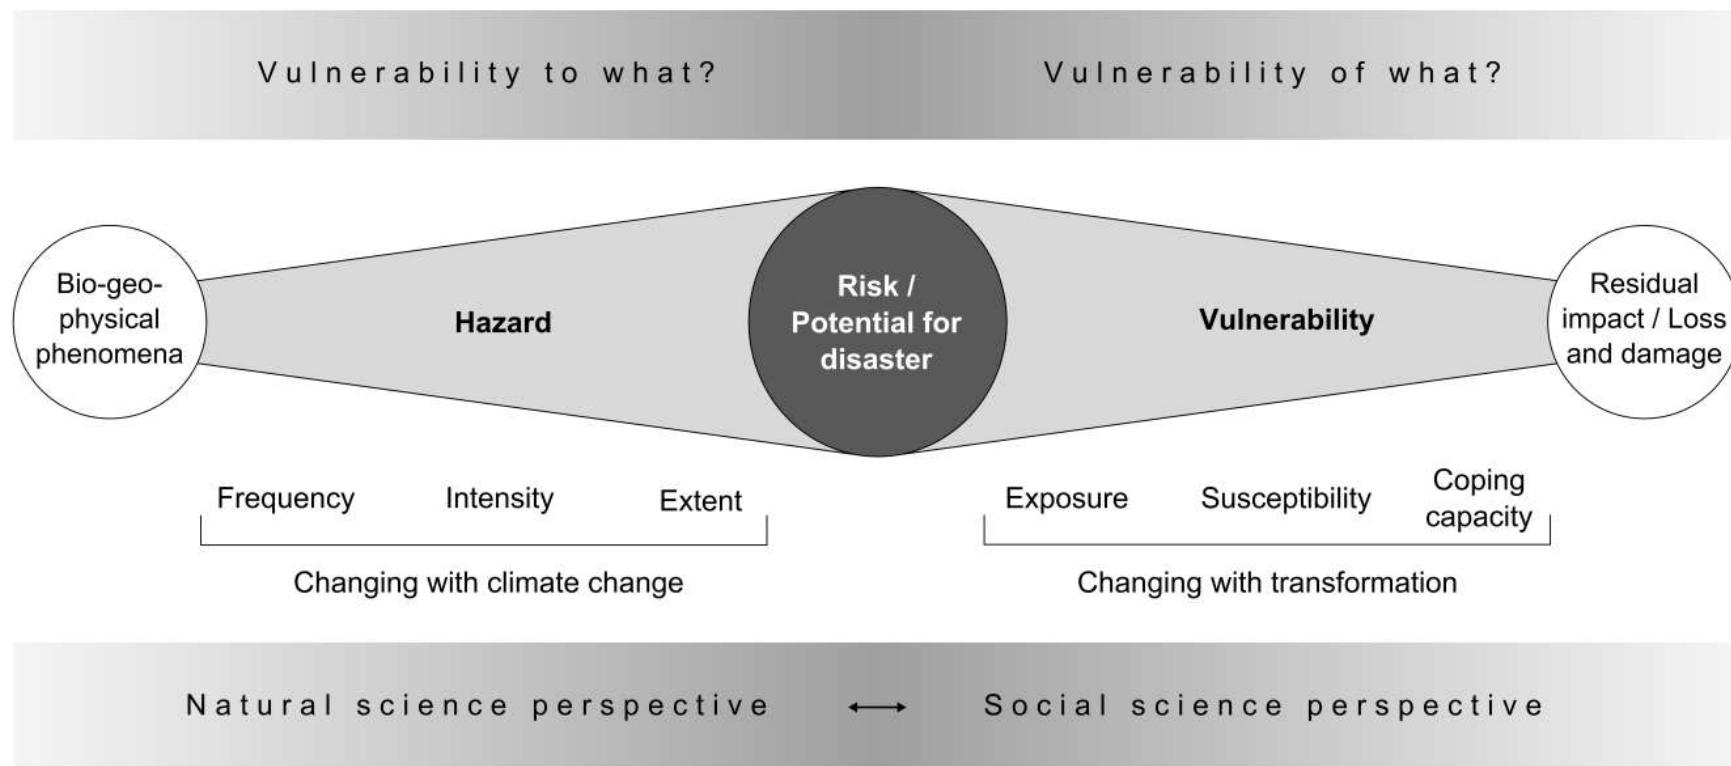 Vulnerability to what?
Vulnerability of what?
Bio-geo-
physical
phenomena
Hazard
Risk /
Potential for
disaster
Vulnerability
Residual
impact / Loss
and damage
Frequency
Intensity
Extent
Exposure
Susceptibility
Coping
capacity
Changing with climate change
Changing with transformation
Natural science perspective
Social science perspective